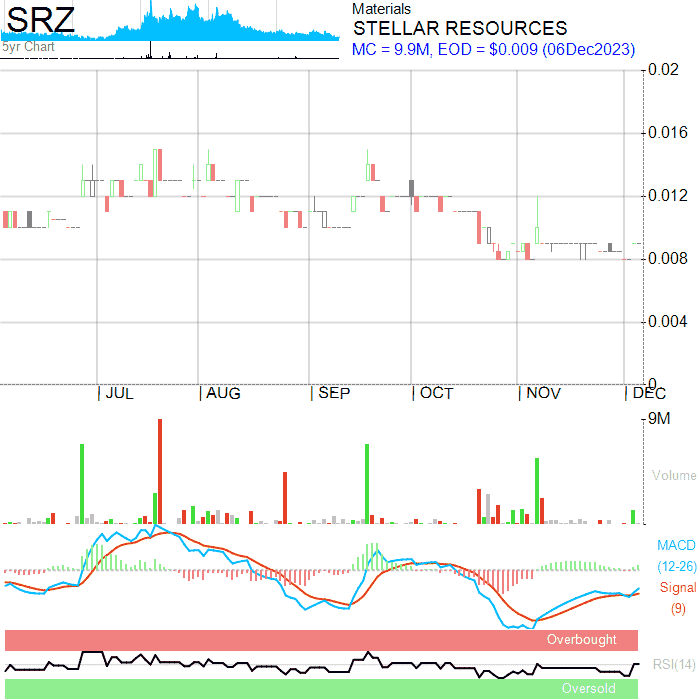 SRZ
5yr Chart
Materials
STELLAR RESOURCES
MC = 9.9M, EOD = $0.009 (06Dec2023)
0.02
0.016
0.012
0.008
0.004
0
JUL AUG SEP OCT NOV DEC
9M
Volume
MACD
(12-26)
Signal
(9)
Overbought
RSI(14)
Oversold